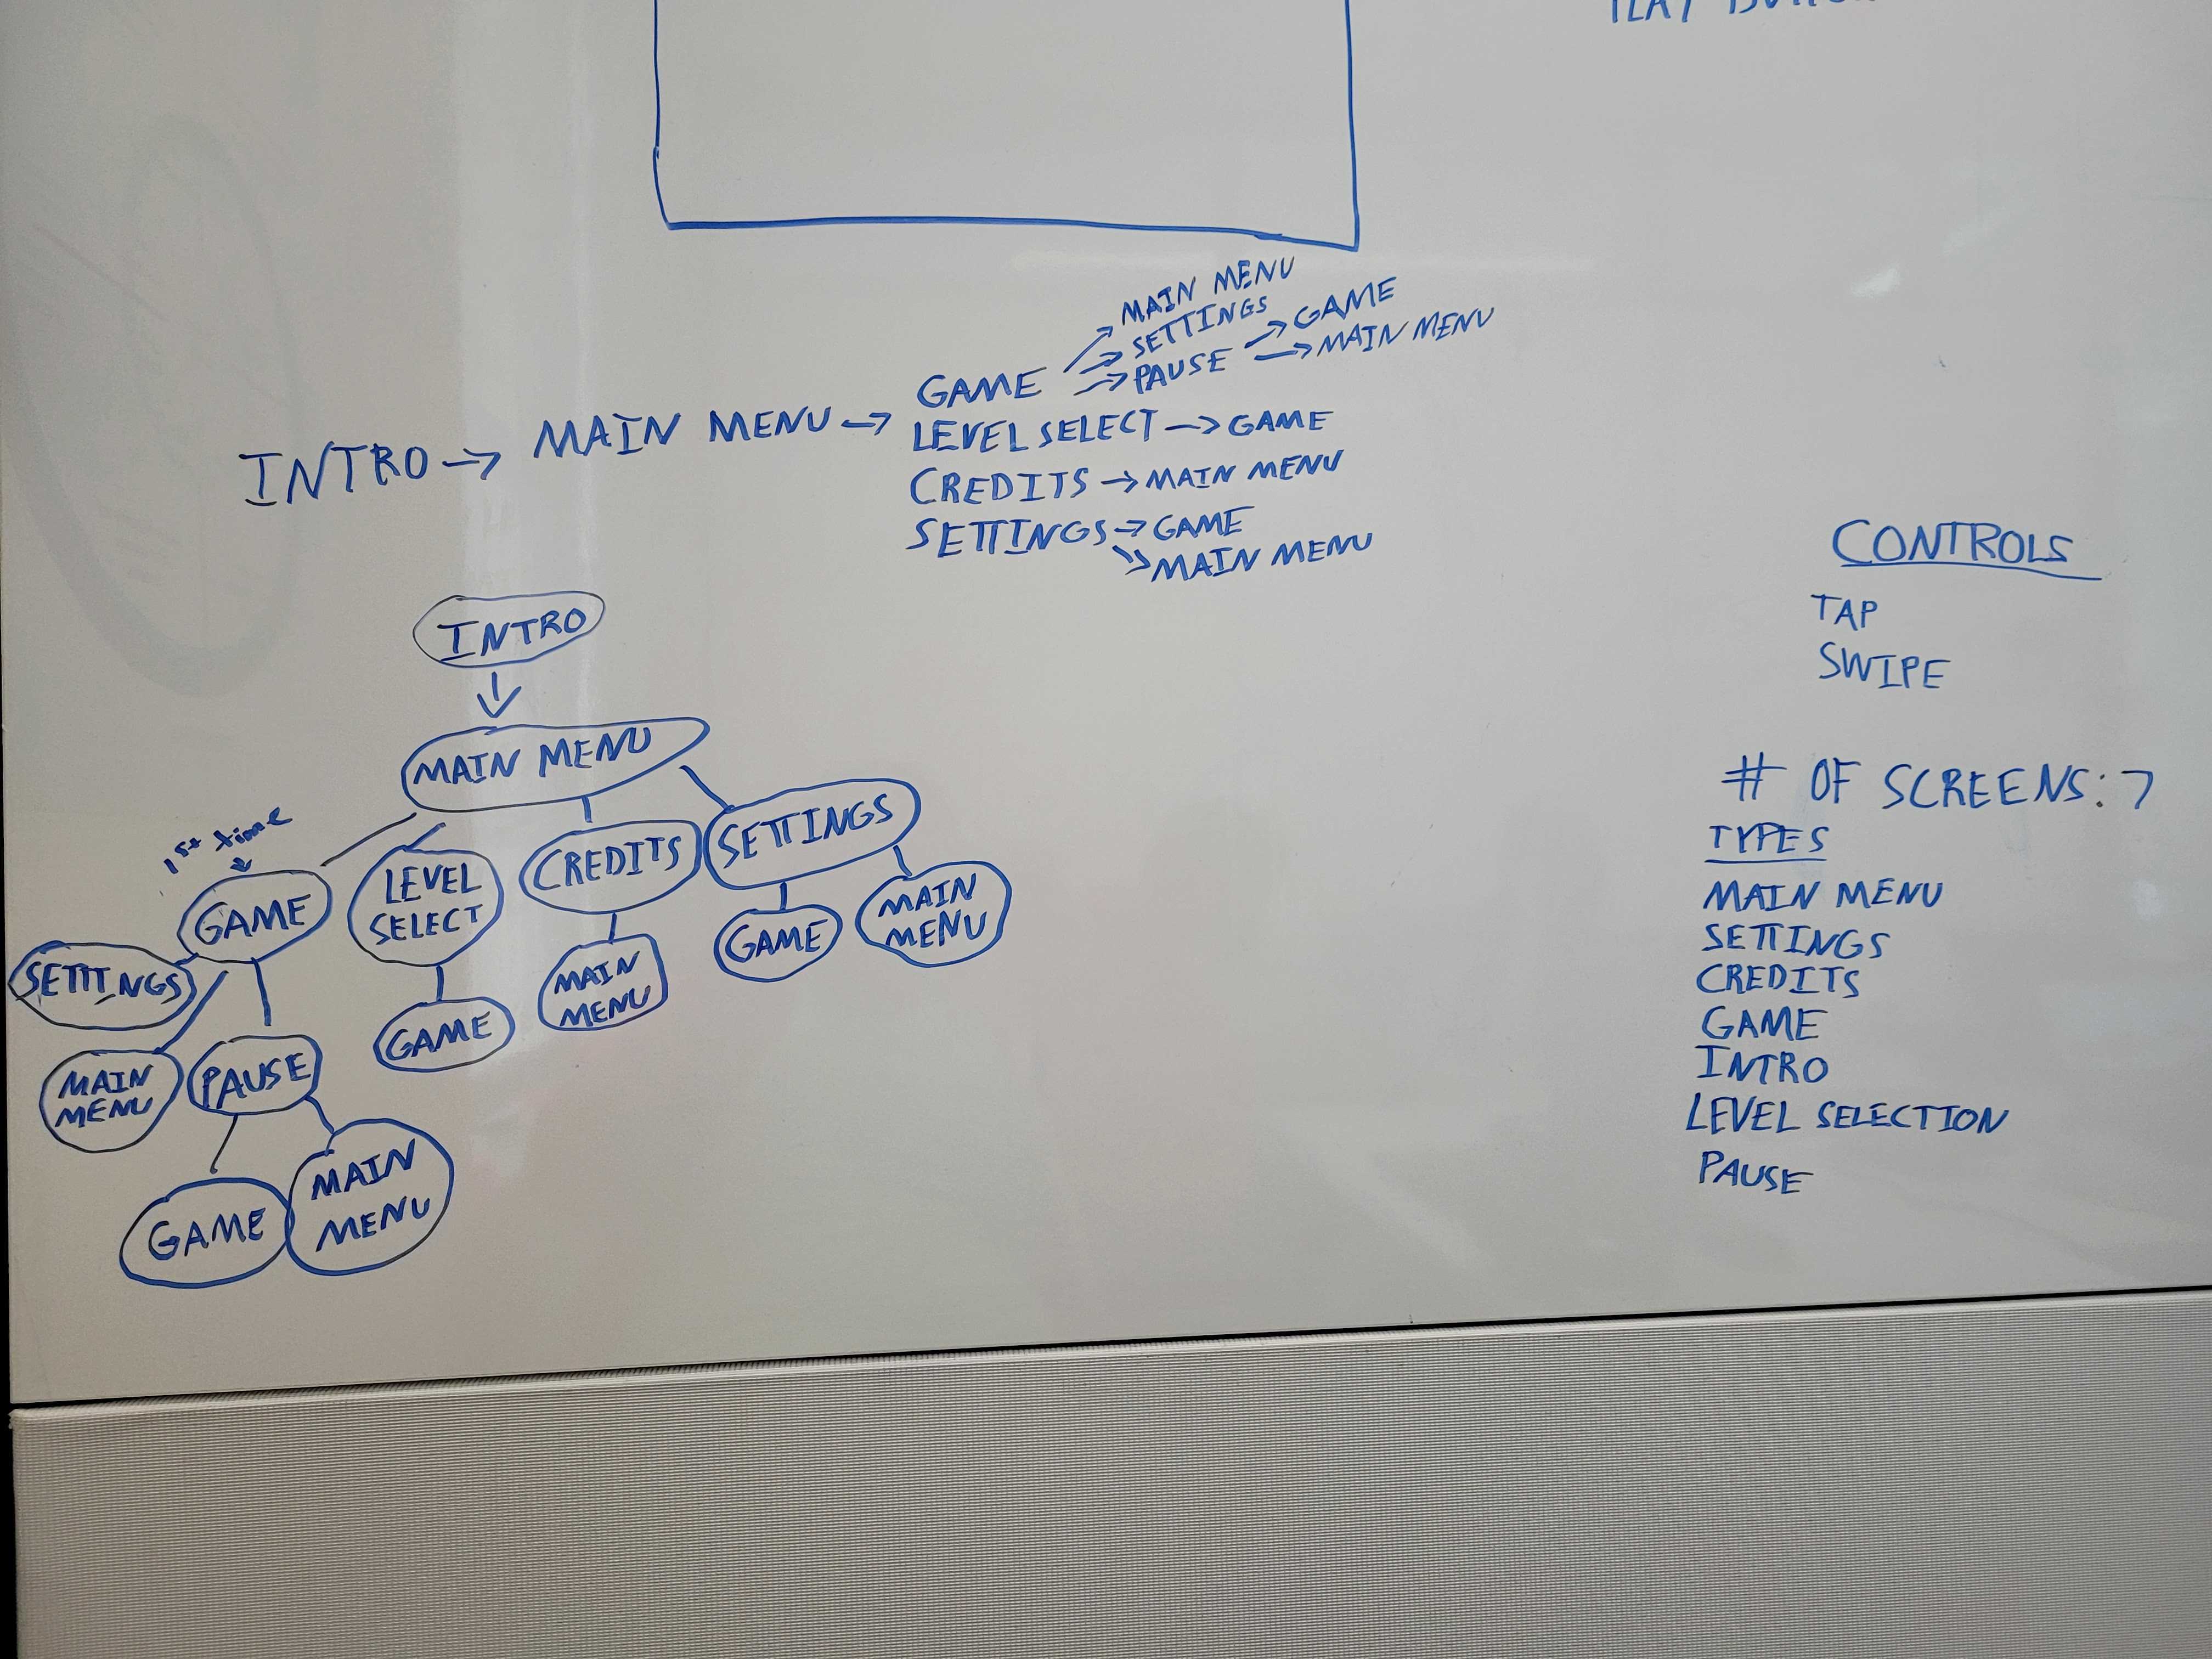 PLAY BUTTON
MAIN MENU
SETTINGS
GAME → PAUSE → GAME
→ MAIN MENU
INTRO → MAIN MENU → LEVEL SELECT → GAME
CREDITS → MAIN MENU
SETTINGS → GAME
MAIN MENU
CONTROLS
TAP
SWIPE
# OF SCREENS: 7
TYPES
MAIN MENU
SETTINGS
CREDITS
GAME
INTRO
LEVEL SELECTION
PAUSE
INTRO
MAIN MENU
1st time
GAME
LEVEL
SELECT
CREDITS
SETTINGS
SETTINGS
MAIN
MENU
PAUSE
GAME
MAIN
MENU
GAME
MAIN
MENU
GAME
MAIN
MENU